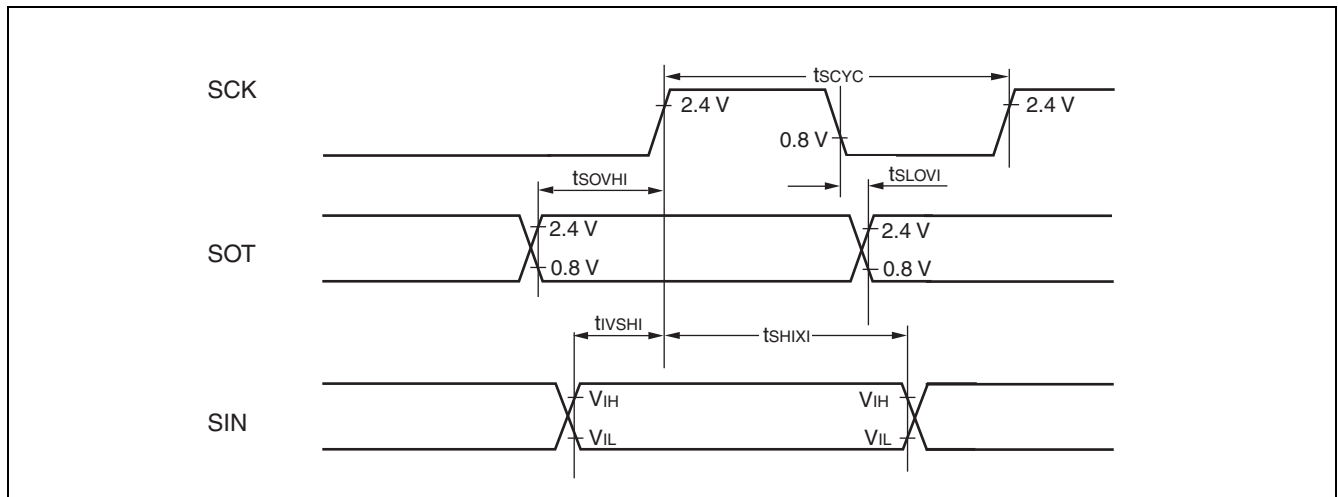 SCK
tSCYC
2.4 V
0.8 V
2.4 V
tSOVHI
tSLOVI
SOT
2.4 V
0.8 V
2.4 V
0.8 V
tIVSHI
tSHIXI
SIN
VIH
VIL
VIH
VIL